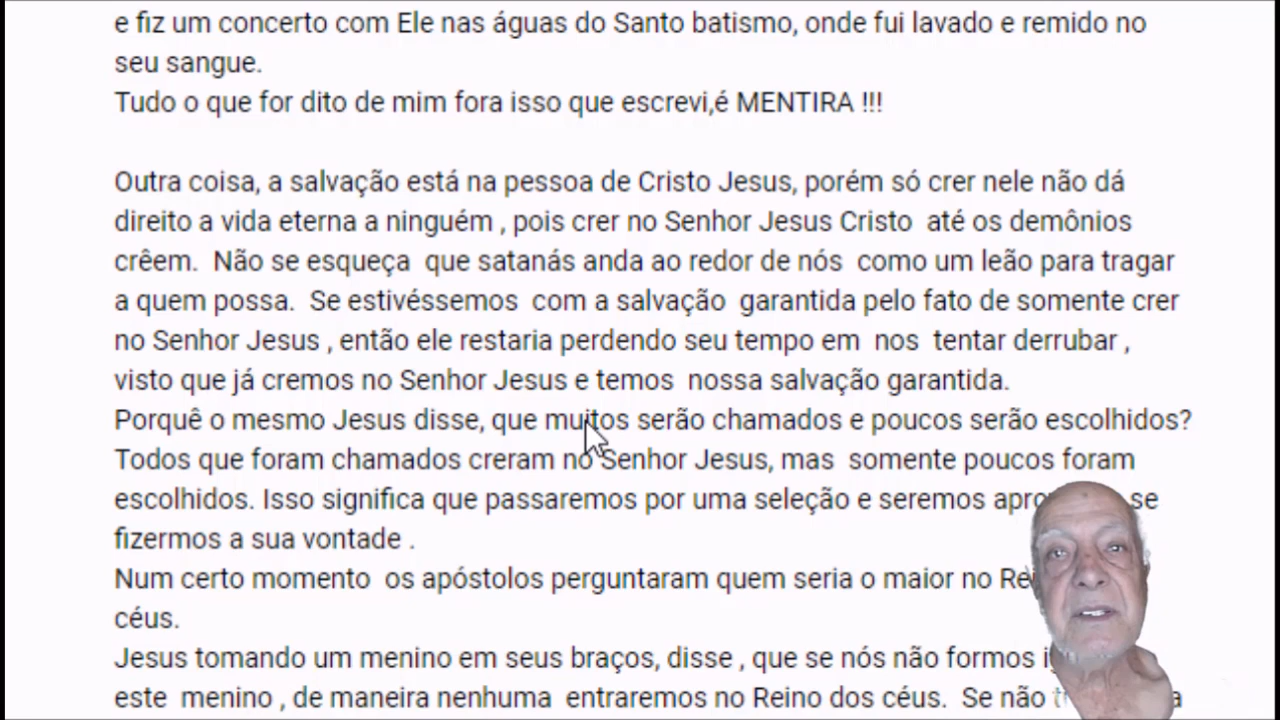 e fiz um concerto com Ele nas águas do Santo batismo, onde fui lavado e remido no
seu sangue.
Tudo o que for dito de mim fora isso que escrevi,é MENTIRA !!!
Outra coisa, a salvação está na pessoa de Cristo Jesus, porém só crer nele não dá
direito a vida eterna a ninguém , pois crer no Senhor Jesus Cristo até os demônios
crêem. Não se esqueça que satanás anda ao redor de nós como um leão para tragar
a quem possa. Se estivéssemos com a salvação garantida pelo fato de somente crer
no Senhor Jesus , então ele restaria perdendo seu tempo em nos tentar derrubar ,
visto que já cremos no Senhor Jesus e temos nossa salvação garantida.
Porquê o mesmo Jesus disse, que muitos serão chamados e poucos serão escolhidos?
Todos que foram chamados creram no Senhor Jesus, mas somente poucos foram
escolhidos. Isso significa que passaremos por uma seleção e seremos se
fizermos a sua vontade .
Num certo momento os apóstolos perguntaram quem seria o maior no
céus.
Jesus tomando um menino em seus braços, disse , que se nós não formos
este menino , de maneira nenhuma entraremos no Reino dos céus. Se não